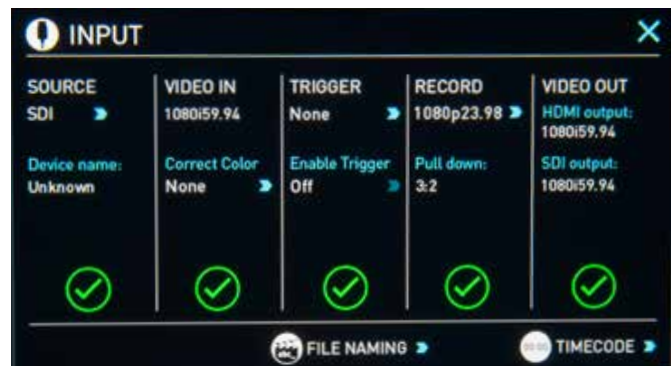 INPUT
SOURCE
SDI
Device name:
Unknown
VIDEO IN
1080i59.94
Correct Color
None
TRIGGER
None
Enable Trigger
Off
RECORD
1080p23.98
Pull down:
3:2
VIDEO OUT
HDMI output:
1080i59.94
SDI output:
1080i59.94
FILE NAMING
TIMECODE